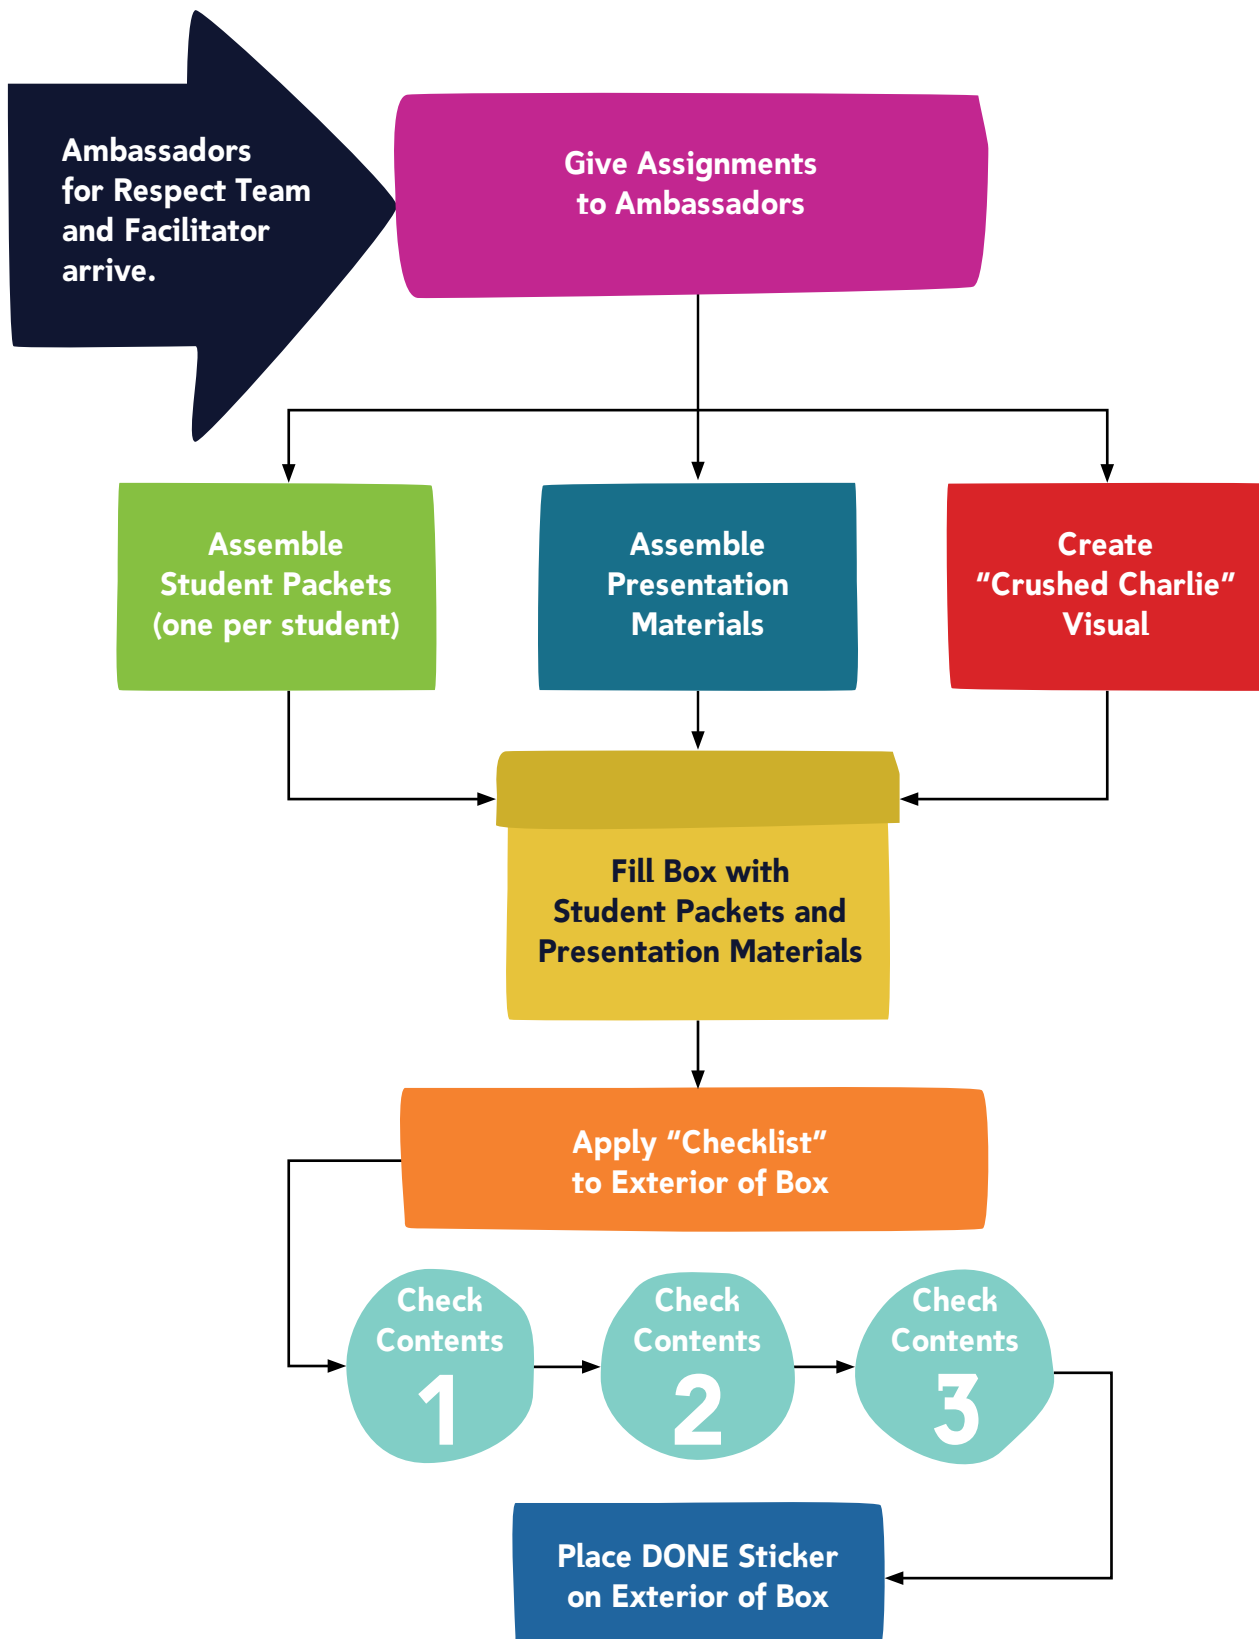 Ambassadors
for Respect Team
and Facilitator
arrive.
Give Assignments
to Ambassadors
Assemble
Student Packets
(one per student)
Assemble
Presentation
Materials
Create
“Crushed Charlie”
Visual
Fill Box with
Student Packets and
Presentation Materials
Apply “Checklist”
to Exterior of Box
Check
Contents
1
Check
Contents
2
Check
Contents
3
Place DONE Sticker
on Exterior of Box